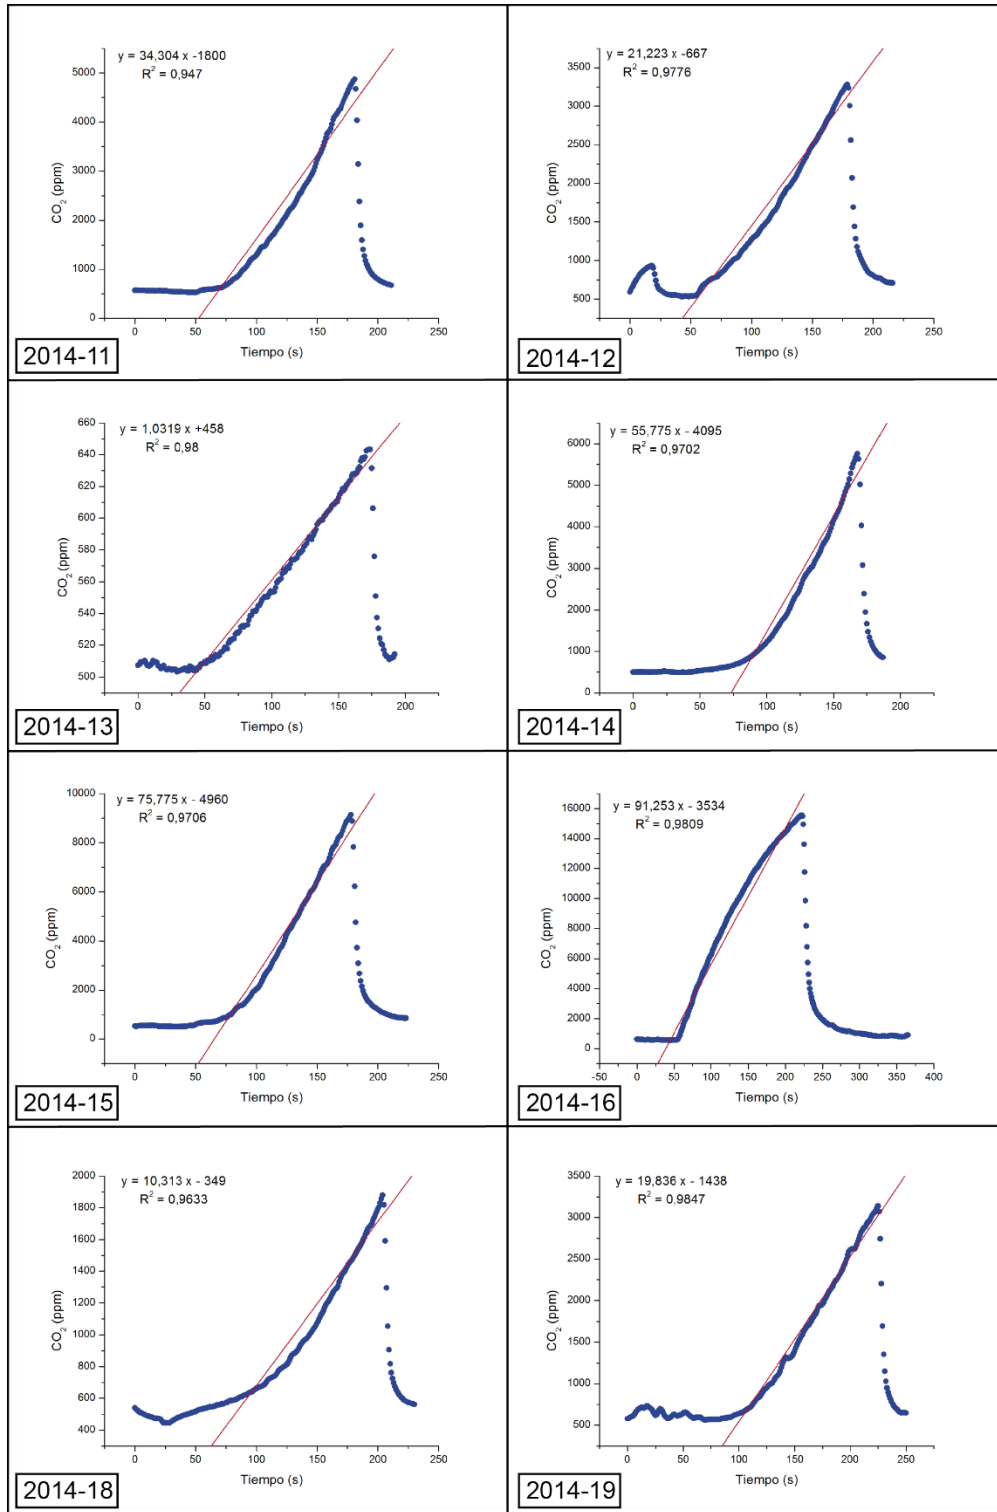 y = 34,304 x -1800
R² = 0,947
5000
4000
3000
2000
1000
0
CO₂ (ppm)
0 50 100 150 200 250
Tiempo (s)
2014-11
y = 21,223 x -667
R² = 0,9776
3500
3000
2500
2000
1500
1000
500
CO₂ (ppm)
0 50 100 150 200 250
Tiempo (s)
2014-12
y = 1,0319 x +458
R² = 0,98
660
640
620
600
580
560
540
520
500
CO₂ (ppm)
0 50 100 150 200
Tiempo (s)
2014-13
y = 55,775 x - 4095
R² = 0,9702
6000
5000
4000
3000
2000
1000
0
CO₂ (ppm)
0 50 100 150 200
Tiempo (s)
2014-14
y = 75,775 x - 4960
R² = 0,9706
10000
8000
6000
4000
2000
0
CO₂ (ppm)
0 50 100 150 200 250
Tiempo (s)
2014-15
y = 91,253 x - 3534
R² = 0,9809
16000
14000
12000
10000
8000
6000
4000
2000
0
CO₂ (ppm)
-50 0 50 100 150 200 250 300 350 400
Tiempo (s)
2014-16
y = 10,313 x - 349
R² = 0,9633
2000
1800
1600
1400
1200
1000
800
600
400
CO₂ (ppm)
0 50 100 150 200 250
Tiempo (s)
2014-18
y = 19,836 x - 1438
R² = 0,9847
3500
3000
2500
2000
1500
1000
500
CO₂ (ppm)
0 50 100 150 200 250
Tiempo (s)
2014-19